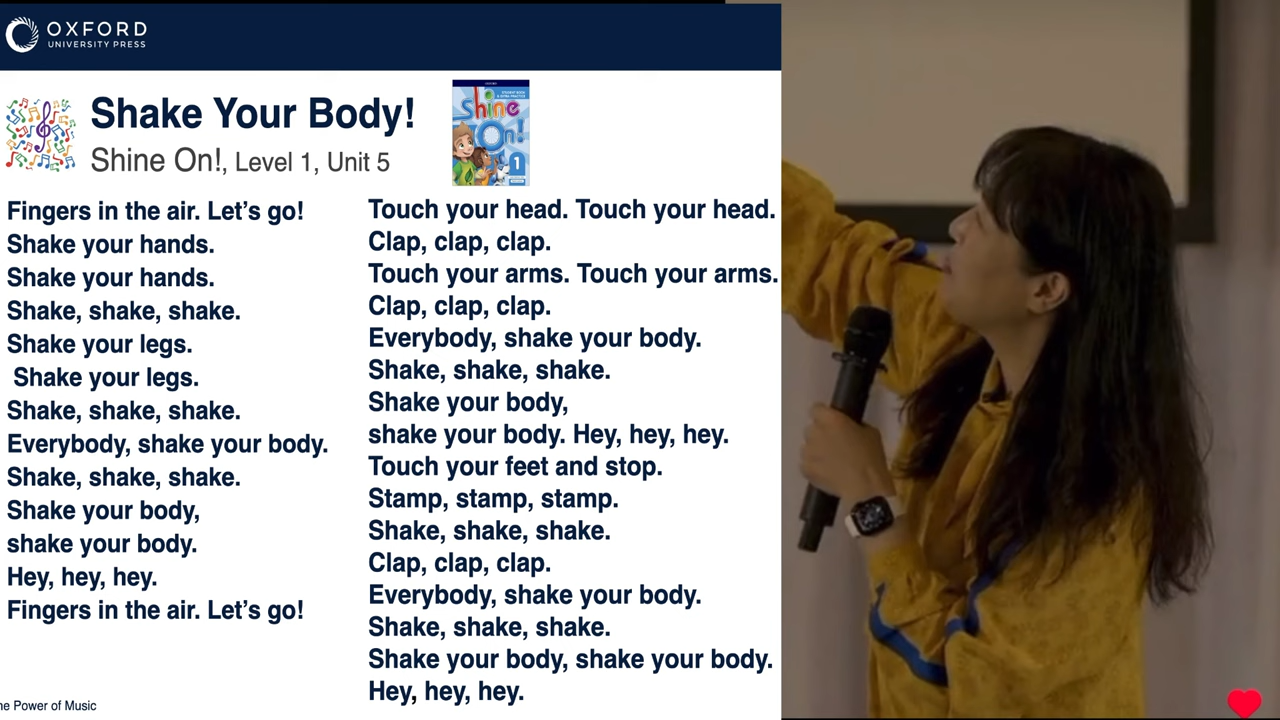 OXFORD
UNIVERSITY PRESS
Shake Your Body!
Shine On!, Level 1, Unit 5
Shine
On!
1
Fingers in the air. Let’s go!
Shake your hands.
Shake your hands.
Shake, shake, shake.
Shake your legs.
Shake your legs.
Shake, shake, shake.
Everybody, shake your body.
Shake, shake, shake.
Shake your body,
shake your body.
Hey, hey, hey.
Fingers in the air. Let’s go!
Touch your head. Touch your head.
Clap, clap, clap.
Touch your arms. Touch your arms.
Clap, clap, clap.
Everybody, shake your body.
Shake, shake, shake.
Shake your body,
shake your body. Hey, hey, hey.
Touch your feet and stop.
Stamp, stamp, stamp.
Shake, shake, shake.
Clap, clap, clap.
Everybody, shake your body.
Shake, shake, shake.
Shake your body, shake your body.
Hey, hey, hey.
he Power of Music